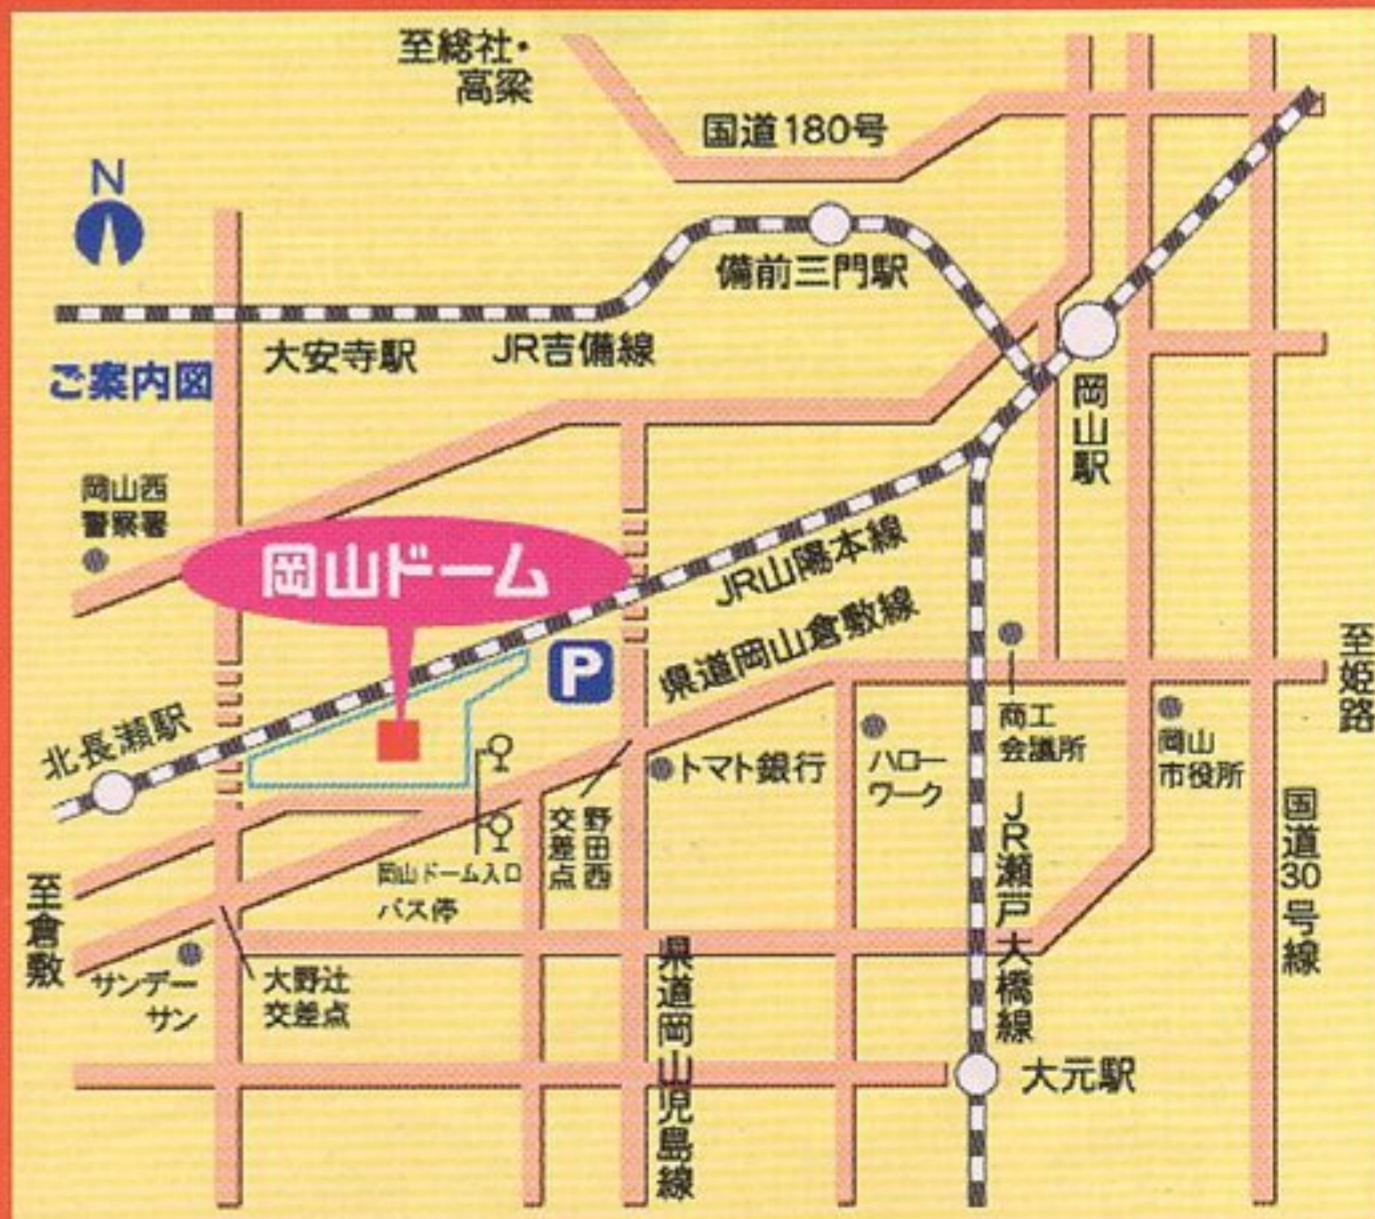 至総社・
高梁
国道180号
N
備前三門駅
大安寺駅
JR吉備線
ご案内図
岡山駅
岡山西
警察署
岡山ドーム
JR山陽本線
県道岡山倉敷線
P
至姫路
北長瀬駅
商工
会議所
岡山
市役所
トマト銀行
ハロー
ワーク
野田西
交差点
岡山ドーム入口
バス停
JR瀬戸大橋線
国道30号線
至倉敷
サンデー
サン
大野辻
交差点
県道岡山児島線
大元駅